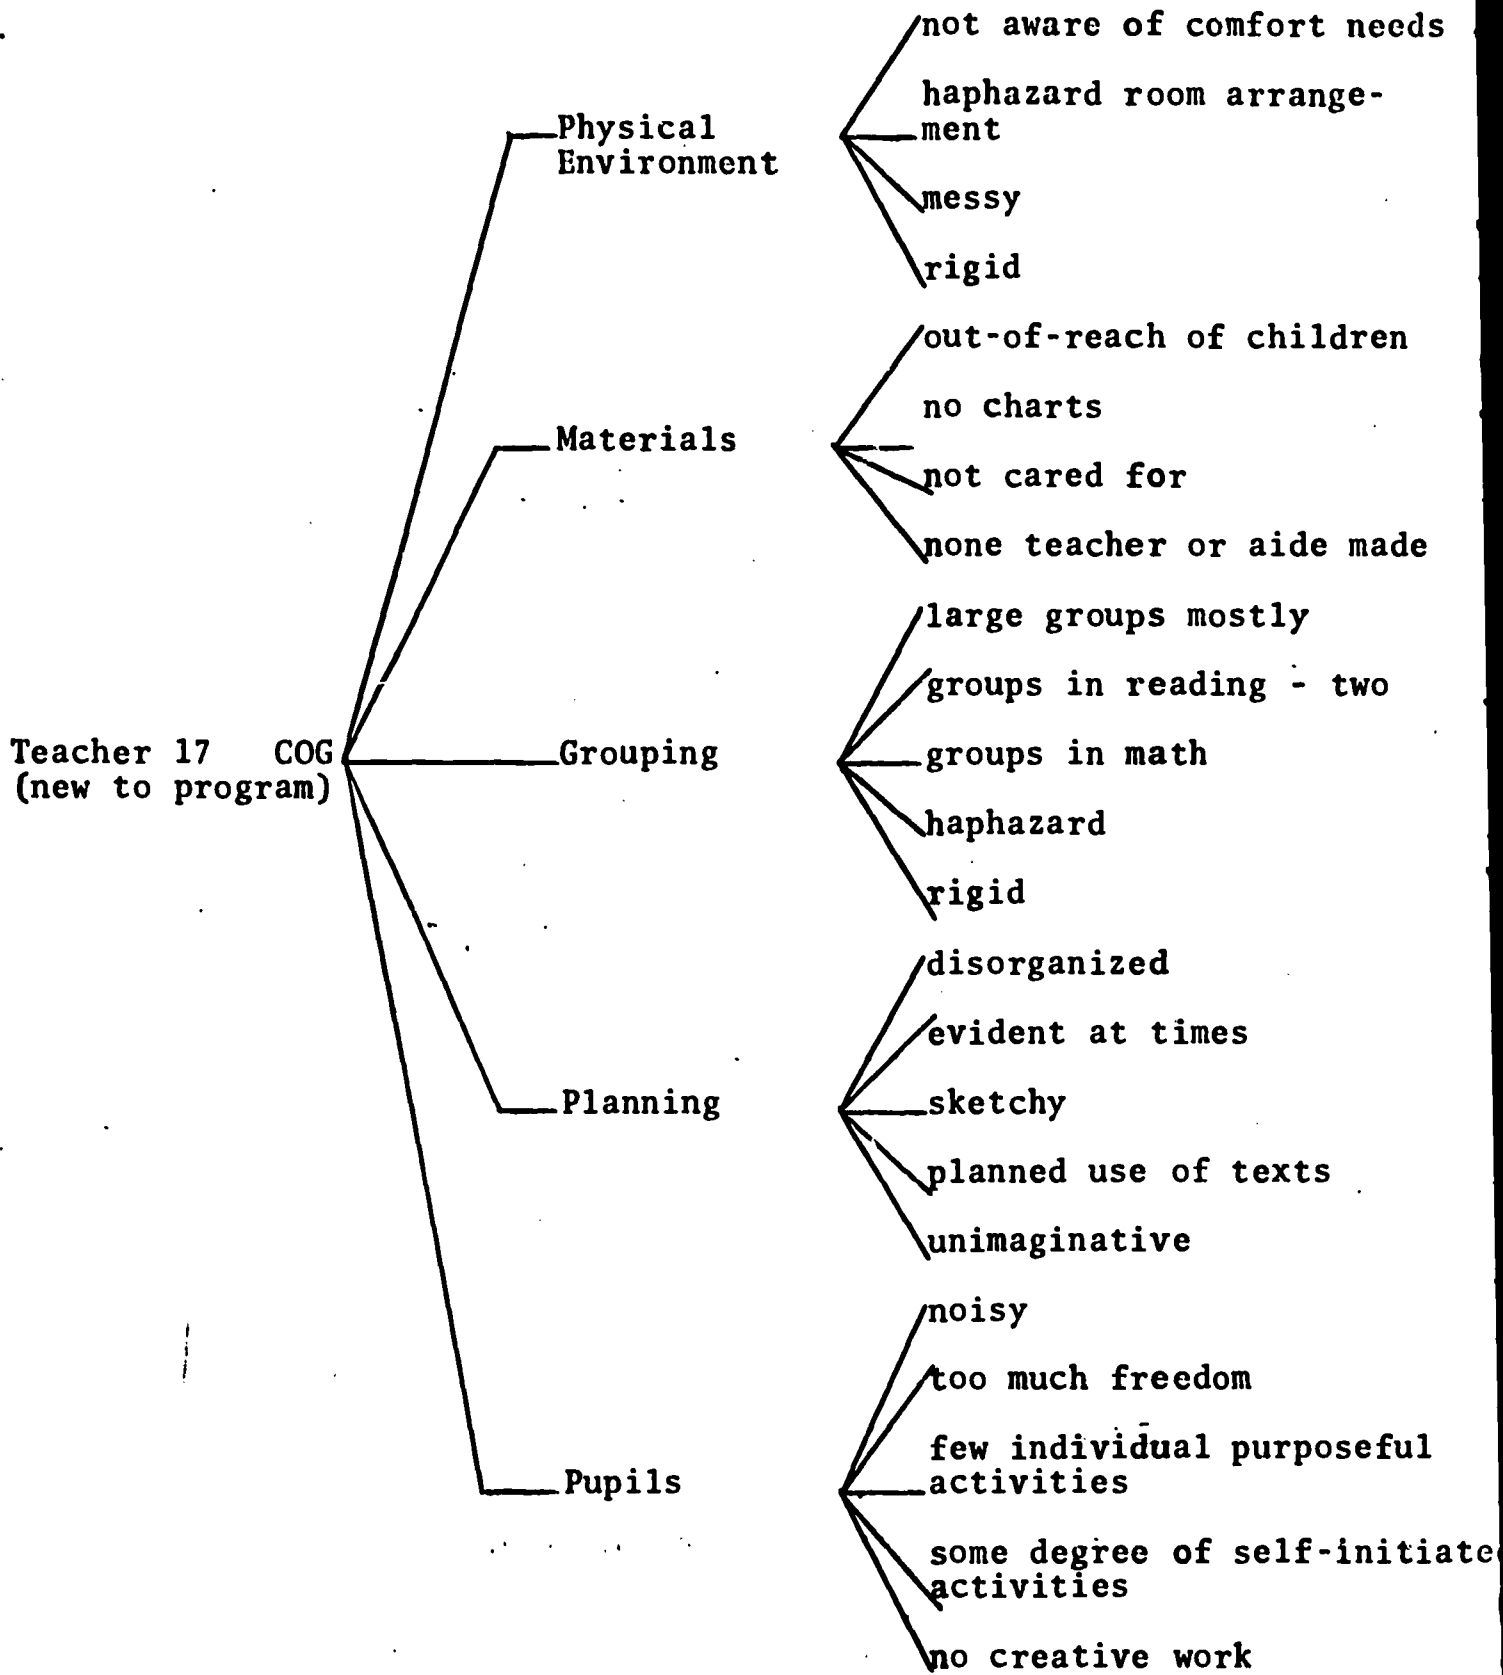 not aware of comfort needs
haphazard room arrange-
ment
Physical
Environment
messy
rigid
out-of-reach of children
no charts
Materials
not cared for
none teacher or aide made
large groups mostly
groups in reading - two
Teacher 17 COG
(new to program)
Grouping
groups in math
haphazard
rigid
disorganized
evident at times
Planning
sketchy
planned use of texts
unimaginative
noisy
too much freedom
few individual purposeful
activities
Pupils
some degree of self-initiate
activities
no creative work